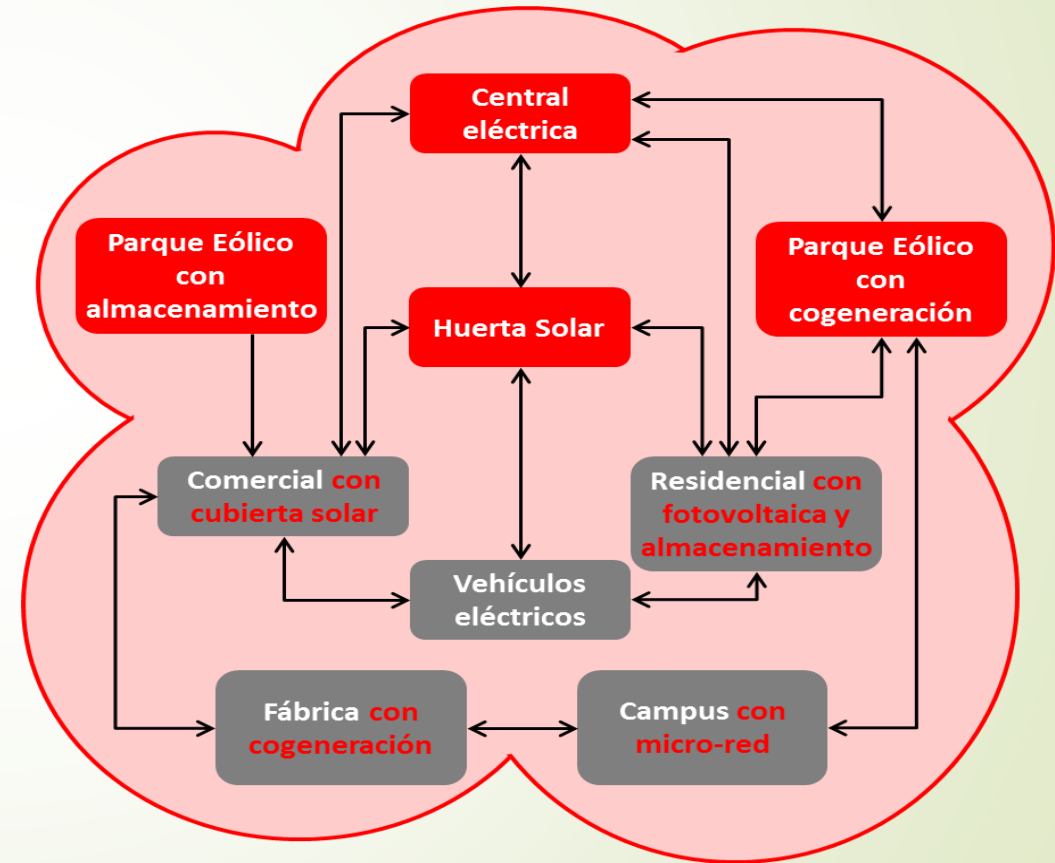 Central
eléctrica
Parque Eólico
con
almacenamiento
Huerta Solar
Parque Eólico
con
cogeneración
Comercial con
cubierta solar
Residencial con
fotovoltaica y
almacenamiento
Vehículos
eléctricos
Fábrica con
cogeneración
Campus con
micro-red